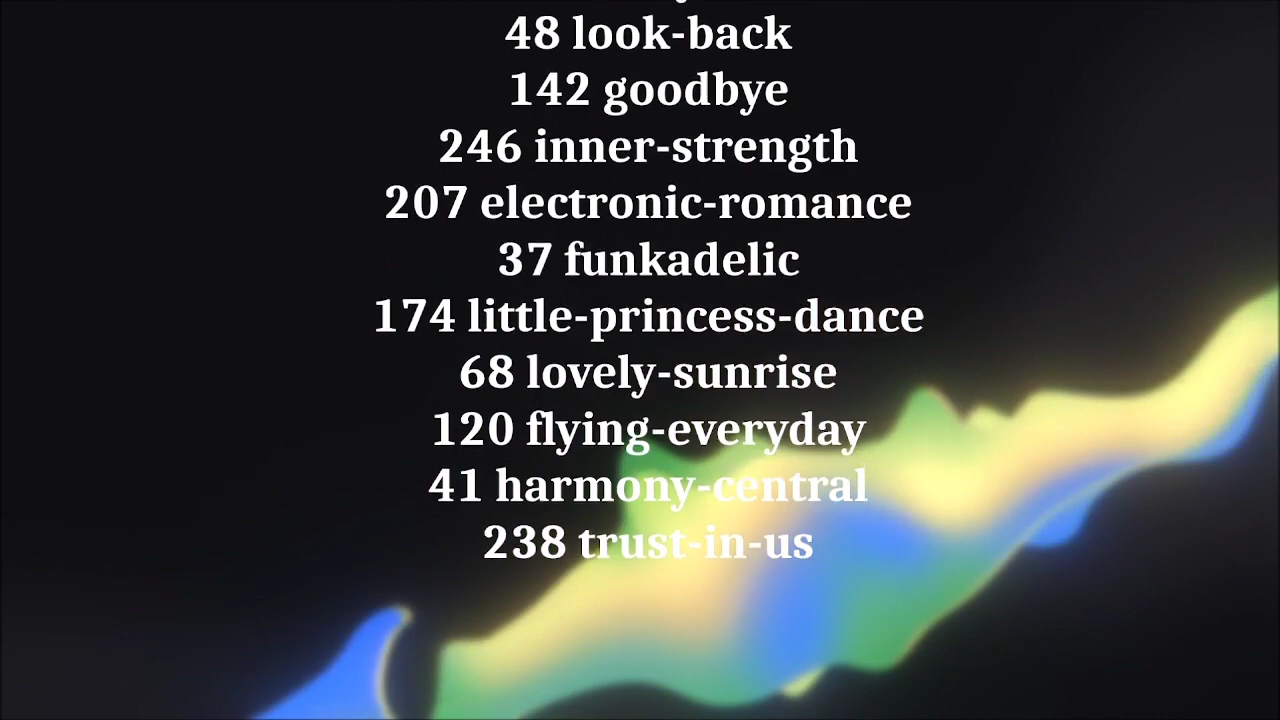 48 look-back
142 goodbye
246 inner-strength
207 electronic-romance
37 funkadelic
174 little-princess-dance
68 lovely-sunrise
120 flying-everyday
41 harmony-central
238 trust-in-us